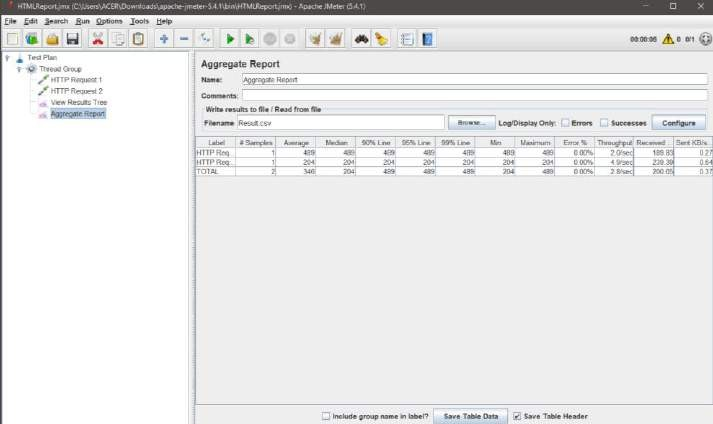 HTMLReport.jmx (C:\Users\ACER\Downloads\apache-jmeter-5.4.1\bin\HTMLReport.jmx) - Apache JMeter (5.4.1)
File Edit Search Run Options Tools Help
00:00:06 0 0/1
Test Plan
Thread Group
HTTP Request 1
HTTP Request 2
View Results Tree
Aggregate Report
Aggregate Report
Name: Aggregate Report
Comments:
Write results to file / Read from file
Filename Result.csv Browse... Log/Display Only: Errors Successes Configure
Label # Samples Average Median 90% Line 95% Line 99% Line Min Maximum Error % Throughput Received ... Sent KB/s...
HTTP Req... 1 489 489 489 489 489 489 489 0.00% 2.0/sec 189.83 0.27
HTTP Req... 1 204 204 204 204 204 204 204 0.00% 4.9/sec 239.39 0.64
TOTAL 2 346 204 489 489 489 204 489 0.00% 2.8/sec 200.05 0.37
Include group name in label? Save Table Data Save Table Header